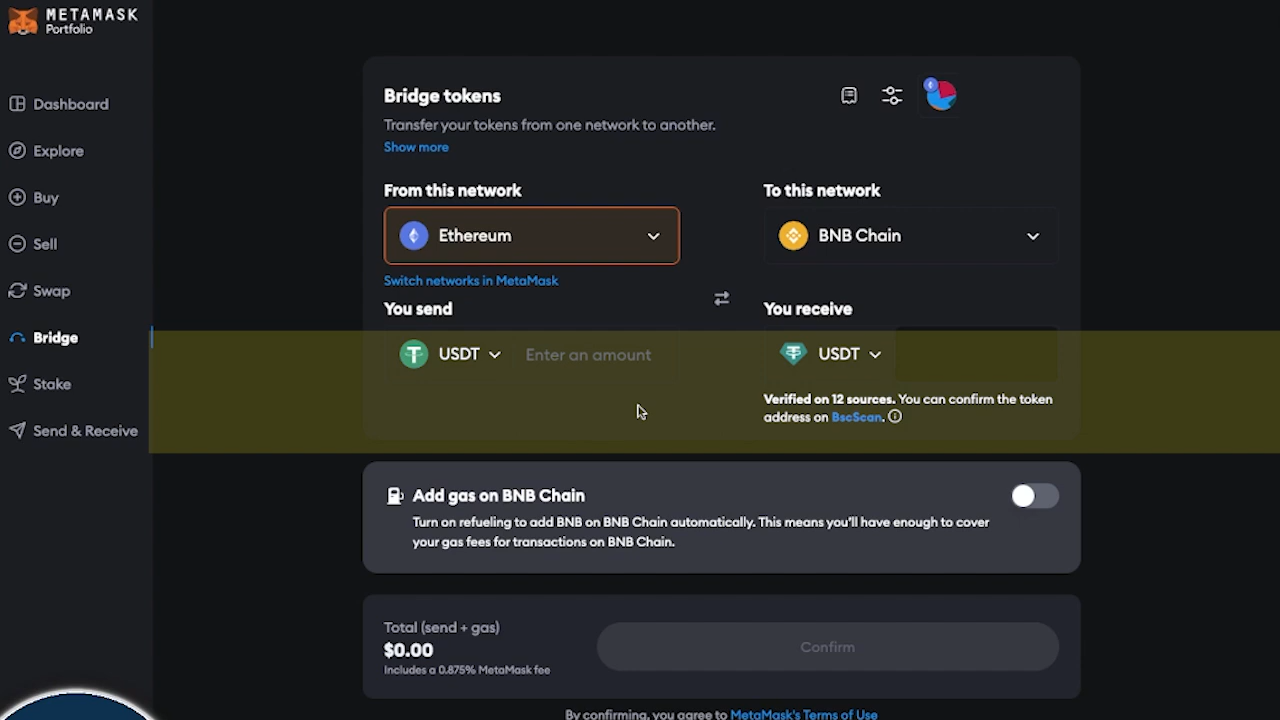 METAMASK
Portfolio
Dashboard
Explore
Buy
Sell
Swap
Bridge
Stake
Send & Receive
Bridge tokens
Transfer your tokens from one network to another.
Show more
From this network
To this network
Ethereum
BNB Chain
Switch networks in MetaMask
You send
You receive
USDT
Enter an amount
USDT
Verified on 12 sources. You can confirm the token
address on BscScan.
Add gas on BNB Chain
Turn on refueling to add BNB on BNB Chain automatically. This means you'll have enough to cover
your gas fees for transactions on BNB Chain.
Total (send + gas)
$0.00
Includes a 0.875% MetaMask fee
Confirm
By confirming, you agree to MetaMask's Terms of Use